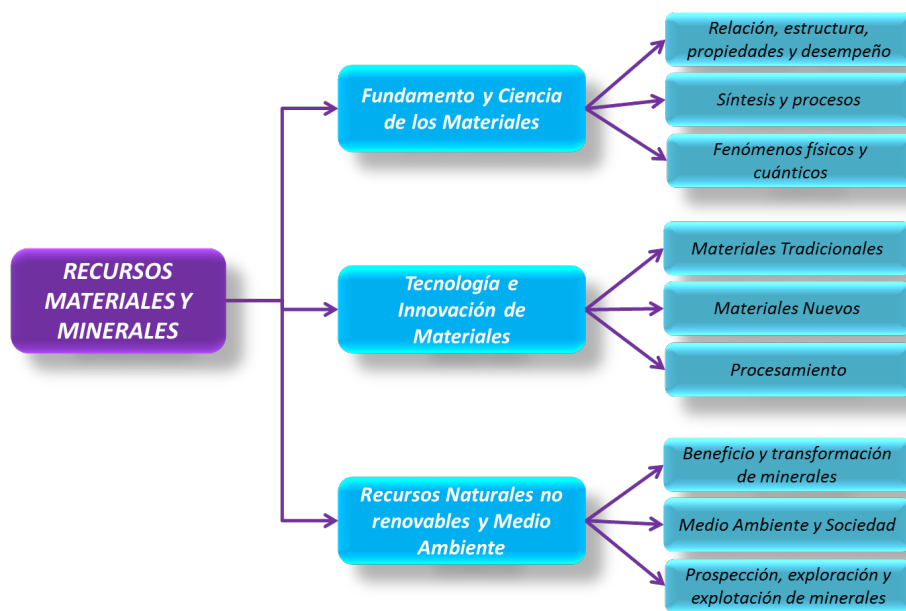 RECURSOS
MATERIALES Y
MINERALES
Fundamento y Ciencia
de los Materiales
Relación, estructura,
propiedades y desempeño
Síntesis y procesos
Fenómenos físicos y
cuánticos
Tecnología e
Innovación de
Materiales
Materiales Tradicionales
Materiales Nuevos
Procesamiento
Recursos Naturales no
renovables y Medio
Ambiente
Beneficio y transformación
de minerales
Medio Ambiente y Sociedad
Prospección, exploración y
explotación de minerales